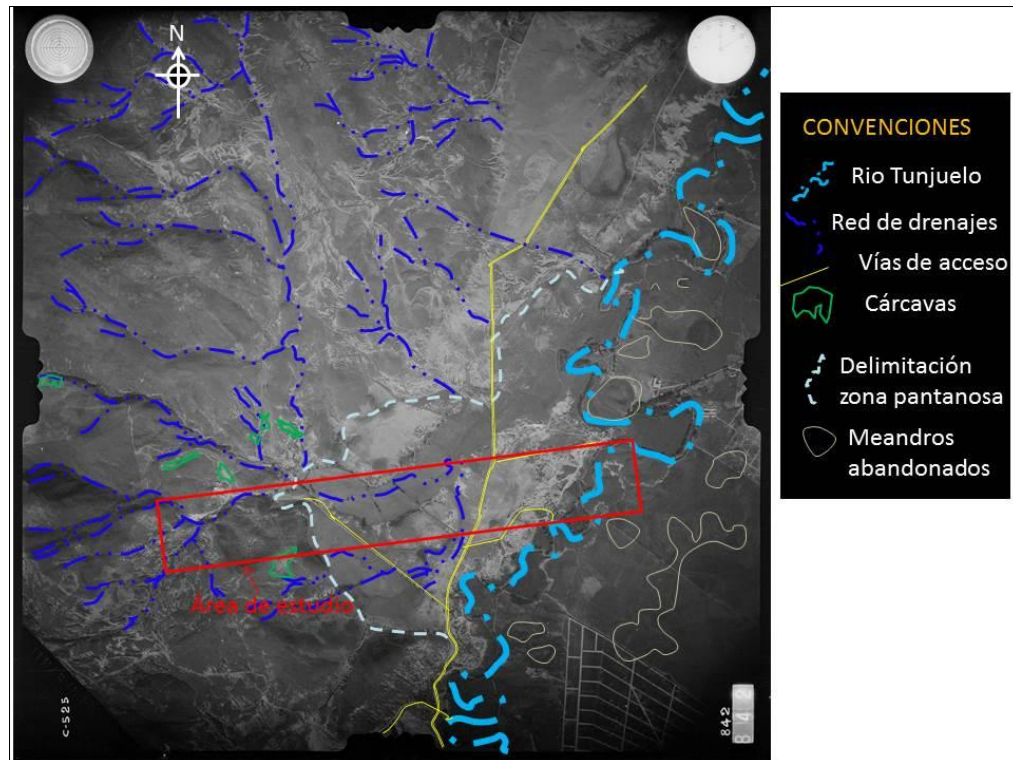 N
Área de estudio
C-525
842
842
CONVENCIONES
Rio Tunjuelo
Red de drenajes
Vías de acceso
Cárcavas
Delimitación
zona pantanosa
Meandros
abandonados